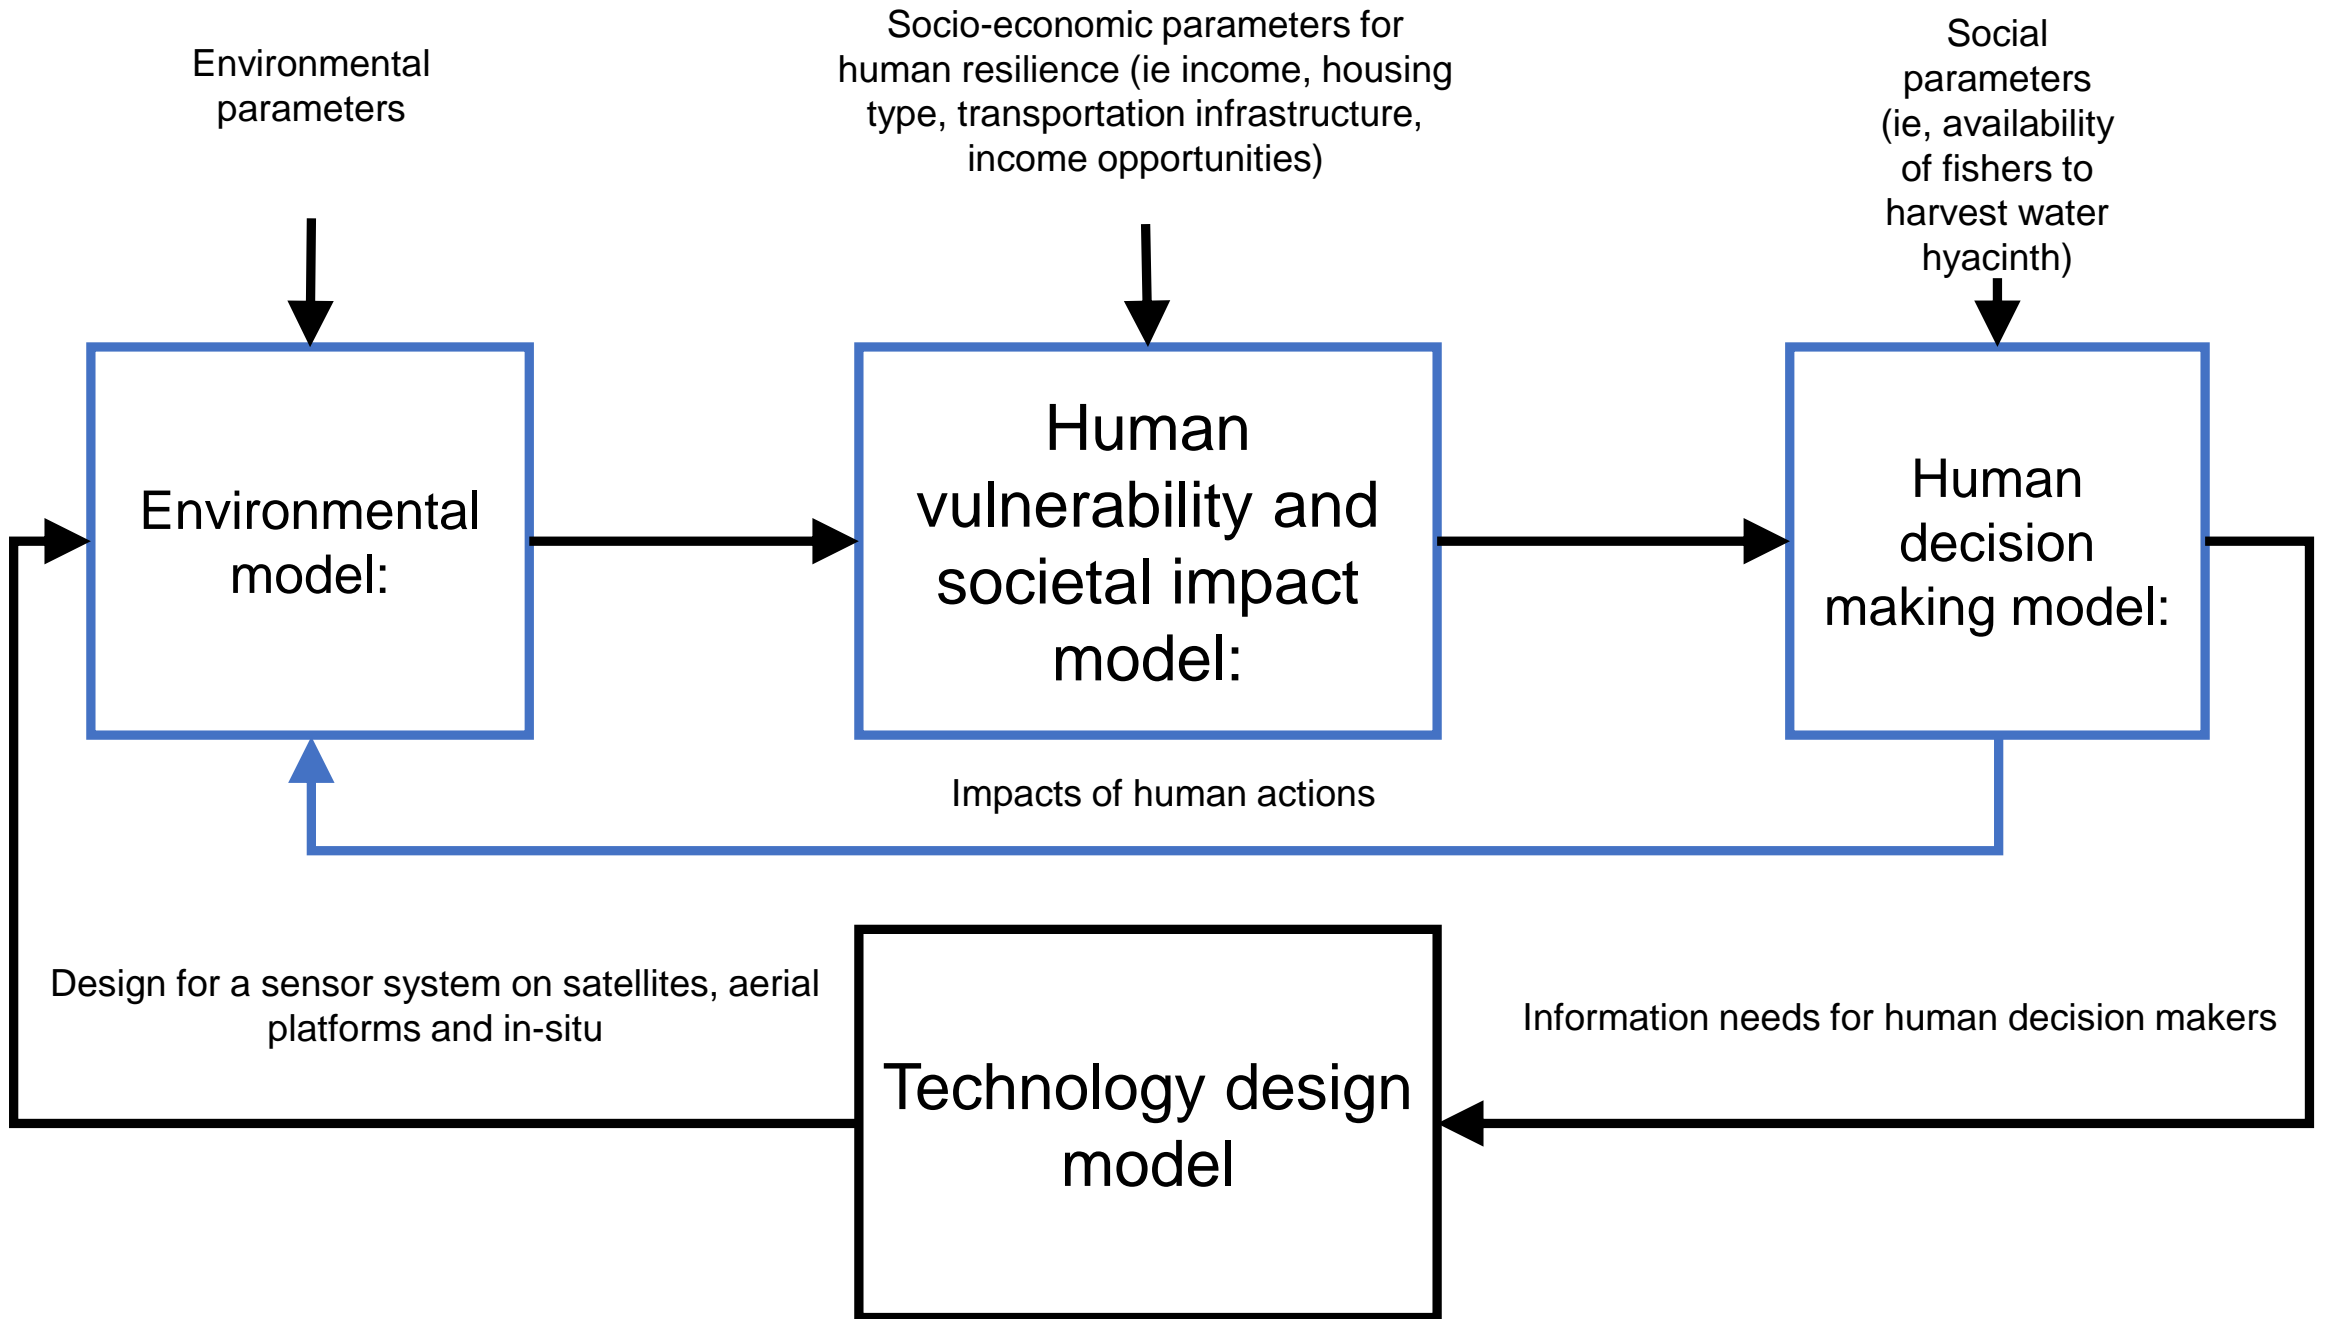 Environmental
parameters
Socio-economic parameters for
human resilience (ie income, housing
type, transportation infrastructure,
income opportunities)
Social
parameters
(ie, availability
of fishers to
harvest water
hyacinth)
Environmental
model:
Human
vulnerability and
societal impact
model:
Human
decision
making model:
Impacts of human actions
Design for a sensor system on satellites, aerial
platforms and in-situ
Technology design
model
Information needs for human decision makers